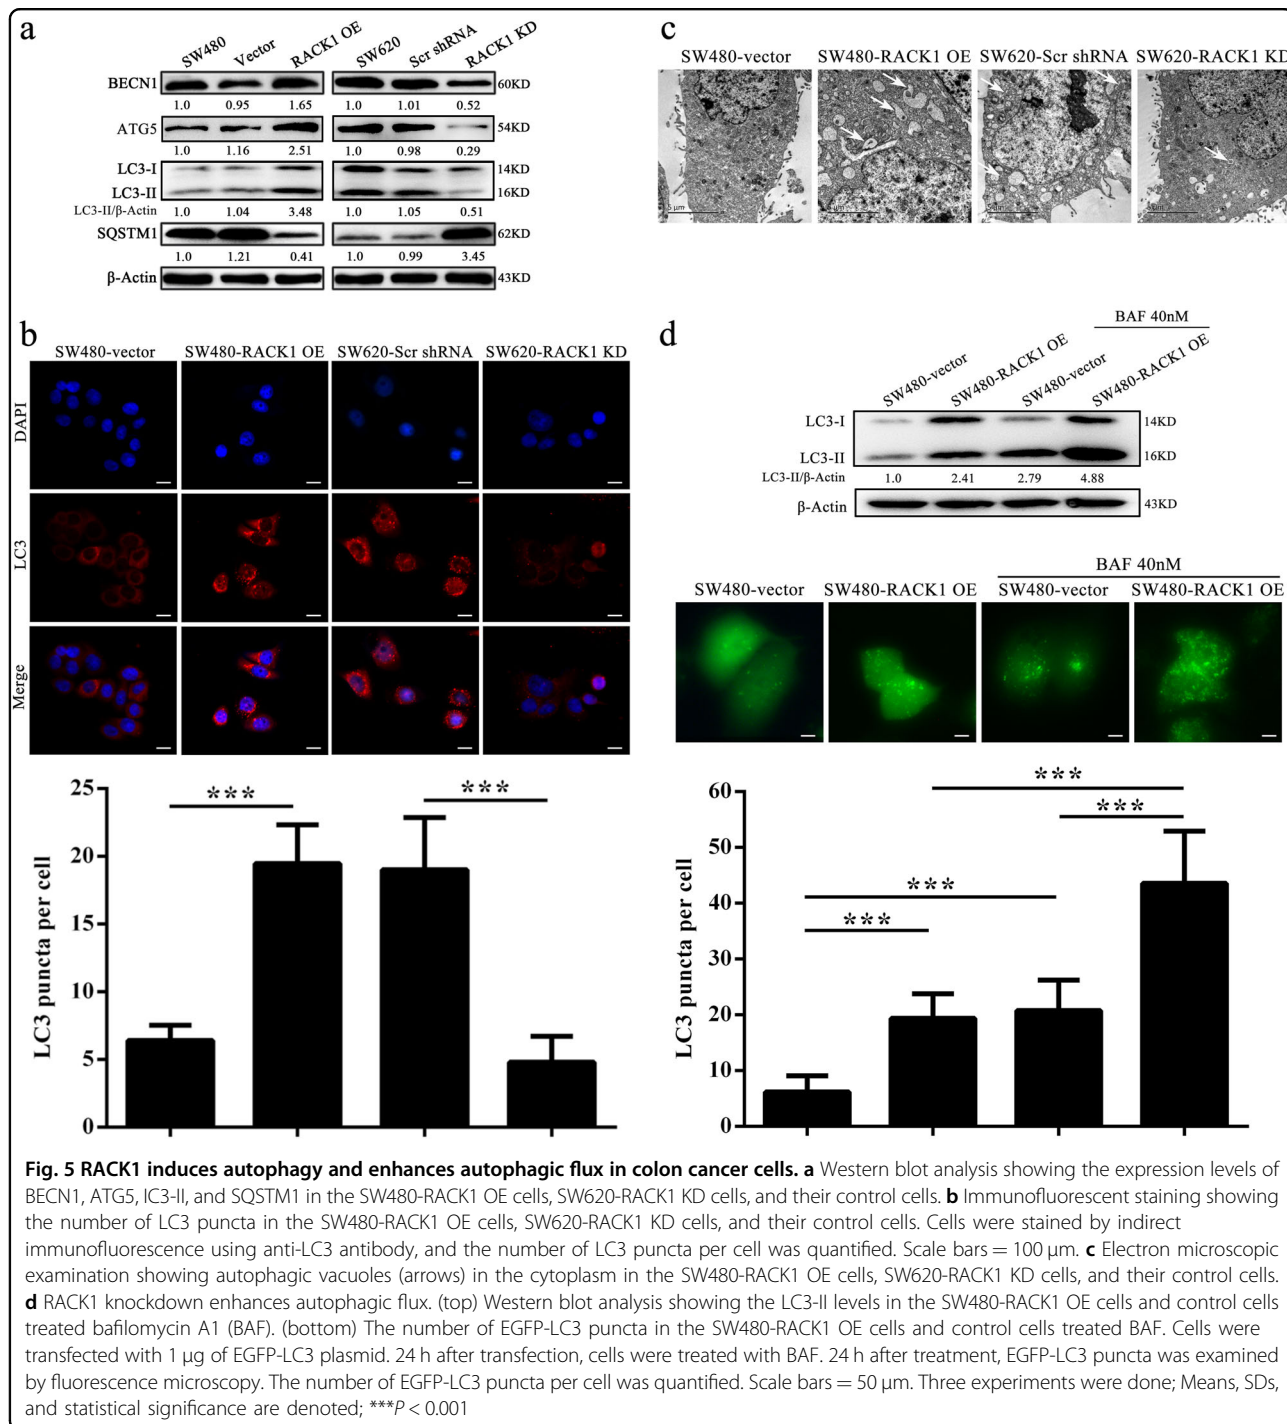 a
SW480 Vector RACK1 OE SW620 Scr shRNA RACK1 KD
BECN1 60KD
1.0 0.95 1.65 1.0 1.01 0.52
ATG5 54KD
1.0 1.16 2.51 1.0 0.98 0.29
LC3-I 14KD
LC3-II 16KD
LC3-II/β-Actin 1.0 1.04 3.48 1.0 1.05 0.51
SQSTM1 62KD
1.0 1.21 0.41 1.0 0.99 3.45
β-Actin 43KD
b
SW480-vector SW480-RACK1 OE SW620-Scr shRNA SW620-RACK1 KD
DAPI
LC3
Merge
25
20
15
10
5
0
LC3 puncta per cell
*** ***
c
SW480-vector SW480-RACK1 OE SW620-Scr shRNA SW620-RACK1 KD
5 μm
d
BAF 40nM
SW480-vector SW480-RACK1 OE SW480-vector SW480-RACK1 OE
LC3-I 14KD
LC3-II 16KD
LC3-II/β-Actin 1.0 2.41 2.79 4.88
β-Actin 43KD
BAF 40nM
SW480-vector SW480-RACK1 OE SW480-vector SW480-RACK1 OE
60
50
40
30
20
10
0
LC3 puncta per cell
***
***
***
***
Fig. 5 RACK1 induces autophagy and enhances autophagic flux in colon cancer cells. a Western blot analysis showing the expression levels of
BECN1, ATG5, lC3-II, and SQSTM1 in the SW480-RACK1 OE cells, SW620-RACK1 KD cells, and their control cells. b Immunofluorescent staining showing
the number of LC3 puncta in the SW480-RACK1 OE cells, SW620-RACK1 KD cells, and their control cells. Cells were stained by indirect
immunofluorescence using anti-LC3 antibody, and the number of LC3 puncta per cell was quantified. Scale bars = 100 μm. c Electron microscopic
examination showing autophagic vacuoles (arrows) in the cytoplasm in the SW480-RACK1 OE cells, SW620-RACK1 KD cells, and their control cells.
d RACK1 knockdown enhances autophagic flux. (top) Western blot analysis showing the LC3-II levels in the SW480-RACK1 OE cells and control cells
treated bafilomycin A1 (BAF). (bottom) The number of EGFP-LC3 puncta in the SW480-RACK1 OE cells and control cells treated BAF. Cells were
transfected with 1 μg of EGFP-LC3 plasmid. 24 h after transfection, cells were treated with BAF. 24 h after treatment, EGFP-LC3 puncta was examined
by fluorescence microscopy. The number of EGFP-LC3 puncta per cell was quantified. Scale bars = 50 μm. Three experiments were done; Means, SDs,
and statistical significance are denoted; ***P < 0.001